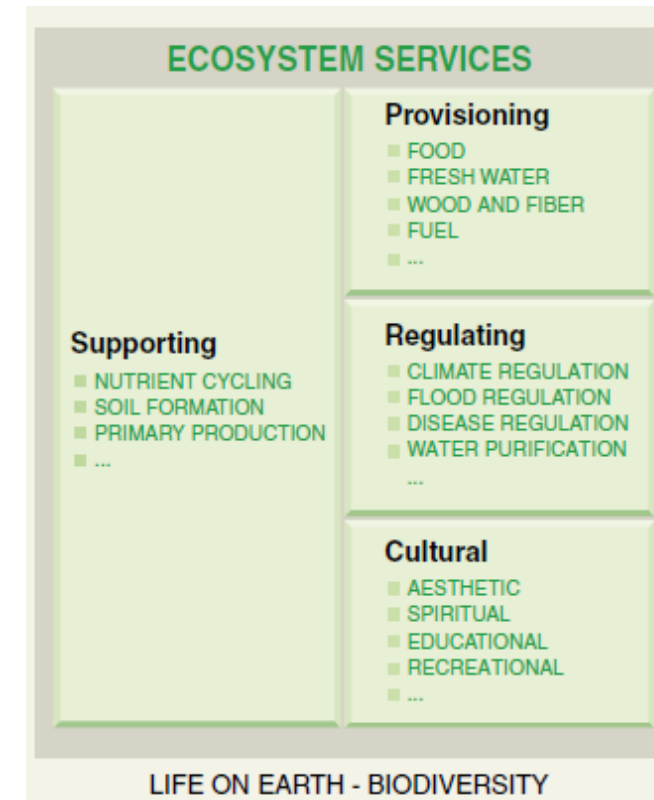 ECOSYSTEM SERVICES
Supporting
NUTRIENT CYCLING
SOIL FORMATION
PRIMARY PRODUCTION
...
Provisioning
FOOD
FRESH WATER
WOOD AND FIBER
FUEL
...
Regulating
CLIMATE REGULATION
FLOOD REGULATION
DISEASE REGULATION
WATER PURIFICATION
...
Cultural
AESTHETIC
SPIRITUAL
EDUCATIONAL
RECREATIONAL
...
LIFE ON EARTH - BIODIVERSITY